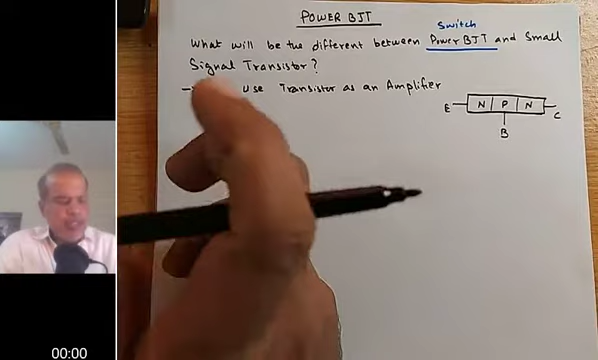 POWER BJT
Switch
What will be the different between Power BJT and Small
Signal Transistor?
Use Transistor as an Amplifier
E N P N C
B
00:00